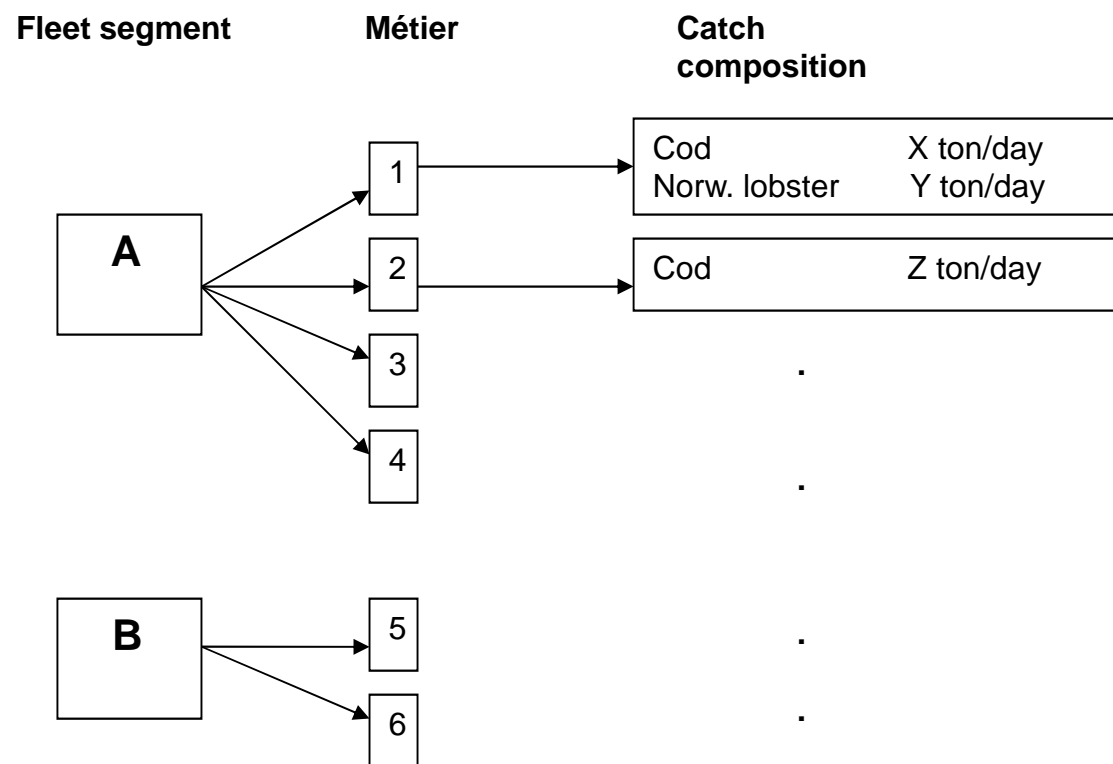 Fleet segment Métier Catch composition
1 Cod X ton/day
Norw. lobster Y ton/day
A 2 Cod Z ton/day
3 .
4 .
B 5 .
6 .